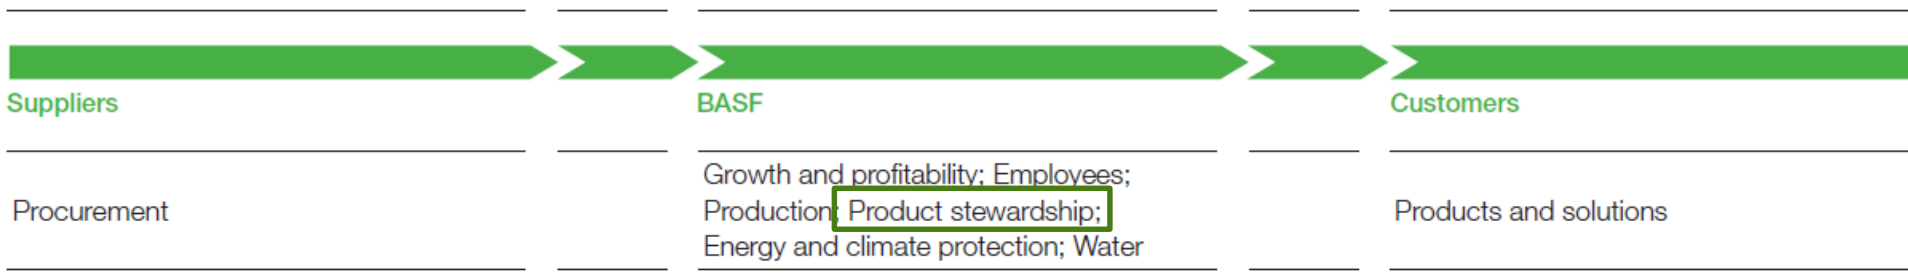 Suppliers
BASF
Customers
Procurement
Growth and profitability; Employees;
Production; Product stewardship;
Energy and climate protection; Water
Products and solutions